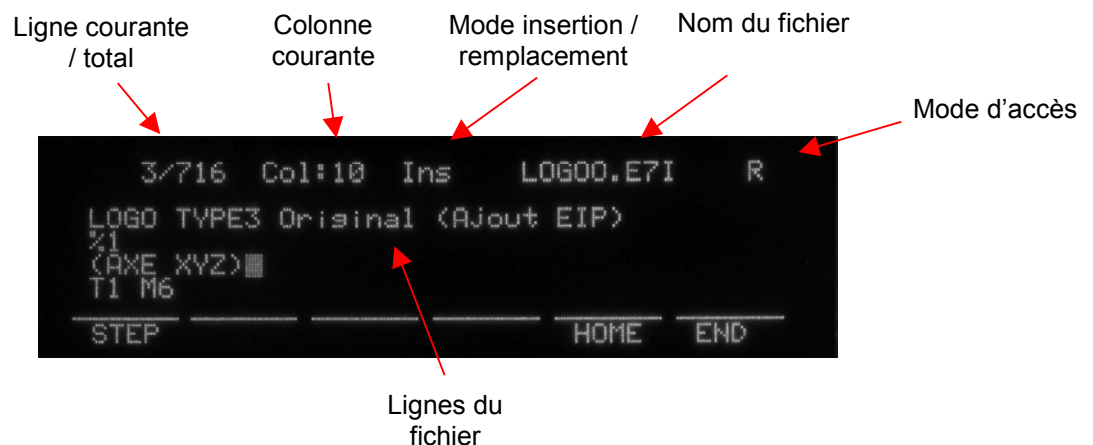 Ligne courante
/ total
Colonne
courante
Mode insertion /
remplacement
Nom du fichier
Mode d'accès
3/716 Col:10 Ins LOGO0.E7I R
LOGO TYPE3 Original (Ajout EIP)
%1
(AXE XYZ)
T1 M6
STEP HOME END
Lignes du
fichier